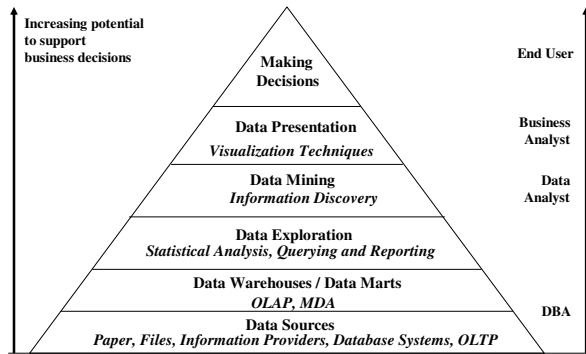 Increasing potential
to support
business decisions
End User
Making
Decisions
Data Presentation
Business
Analyst
Visualization Techniques
Data Mining
Data
Analyst
Information Discovery
Data Exploration
Statistical Analysis, Querying and Reporting
Data Warehouses / Data Marts
OLAP, MDA
DBA
Data Sources
Paper, Files, Information Providers, Database Systems, OLTP